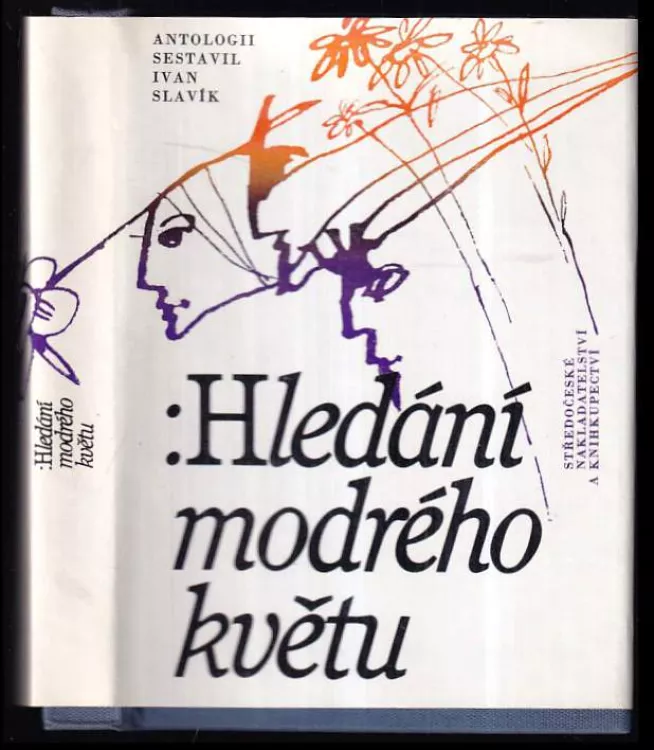 ANTOLOGII
SESTAVIL
IVAN
SLAVÍK
:Hledání
modrého
květu
STŘEDOČESKÉ
NAKLADATELSTVÍ
A KNIHKUPECTVÍ
:Hledání
modrého
květu